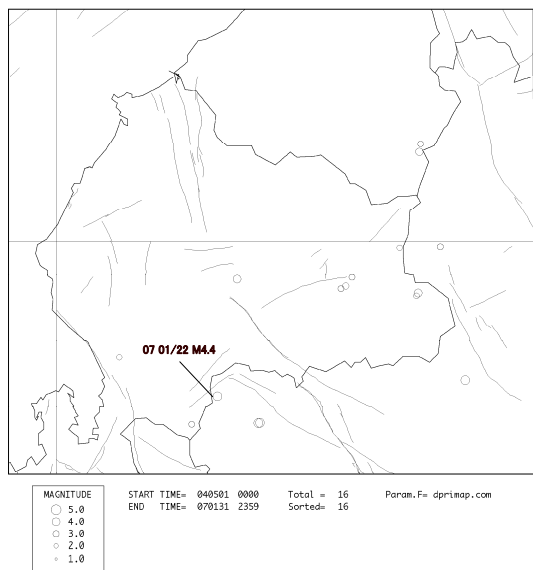 07 01/22 M4.4
MAGNITUDE
5.0
4.0
3.0
2.0
1.0
START TIME= 040501 0000 Total = 16 Param.F= dprimap.com
END TIME= 070131 2359 Sorted= 16